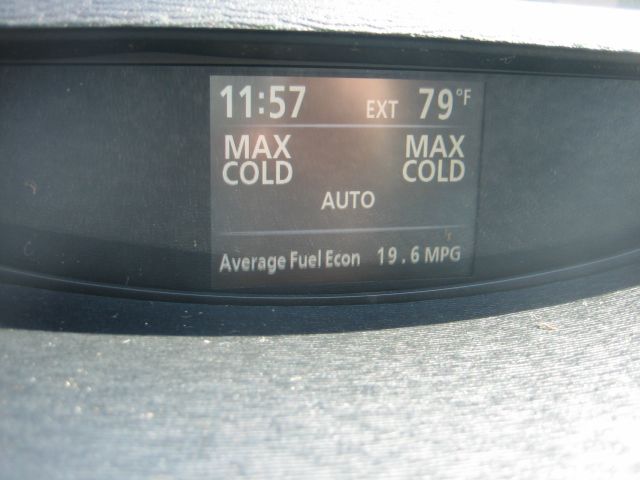 11:57 EXT 79°F
MAX MAX
COLD COLD
AUTO
Average Fuel Econ 19.6 MPG